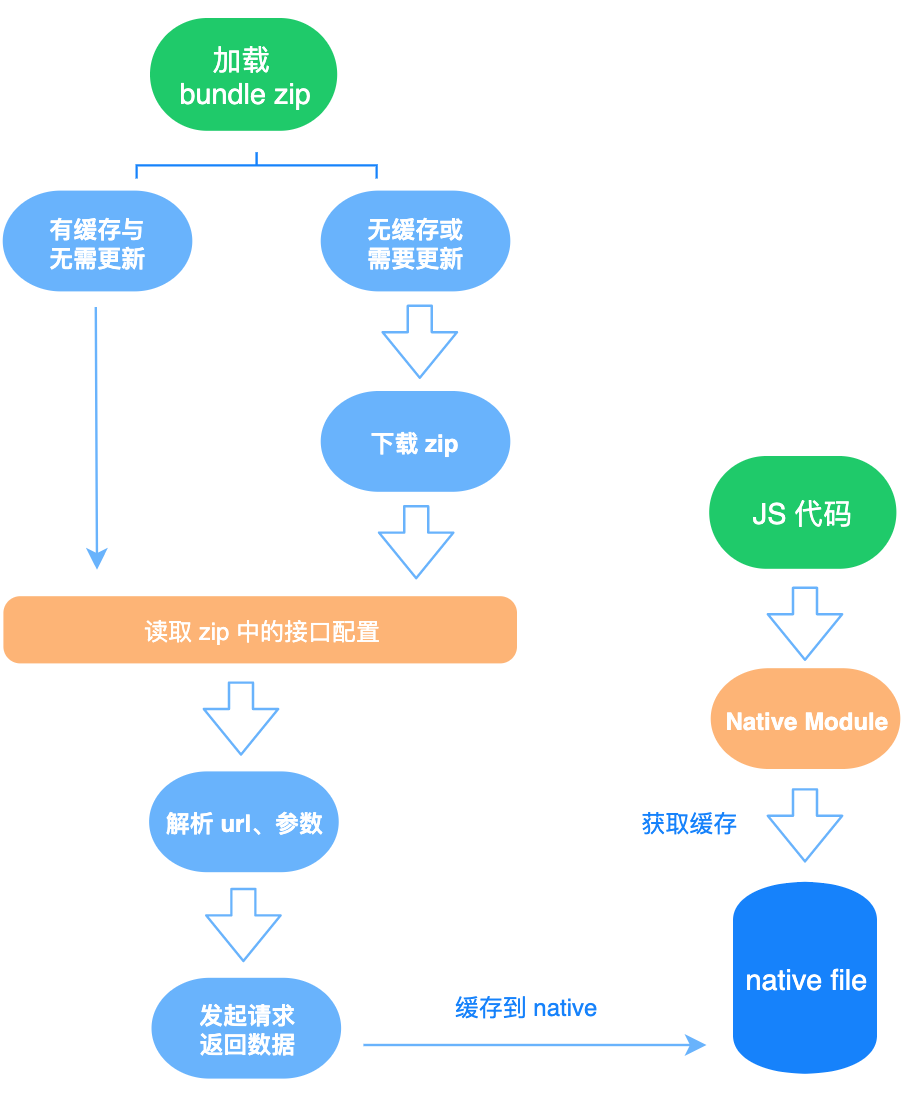 加载
bundle zip
有缓存与
无需更新
无缓存或
需要更新
下载 zip
JS 代码
读取 zip 中的接口配置
Native Module
解析 url、参数
获取缓存
native file
发起请求
返回数据
缓存到 native